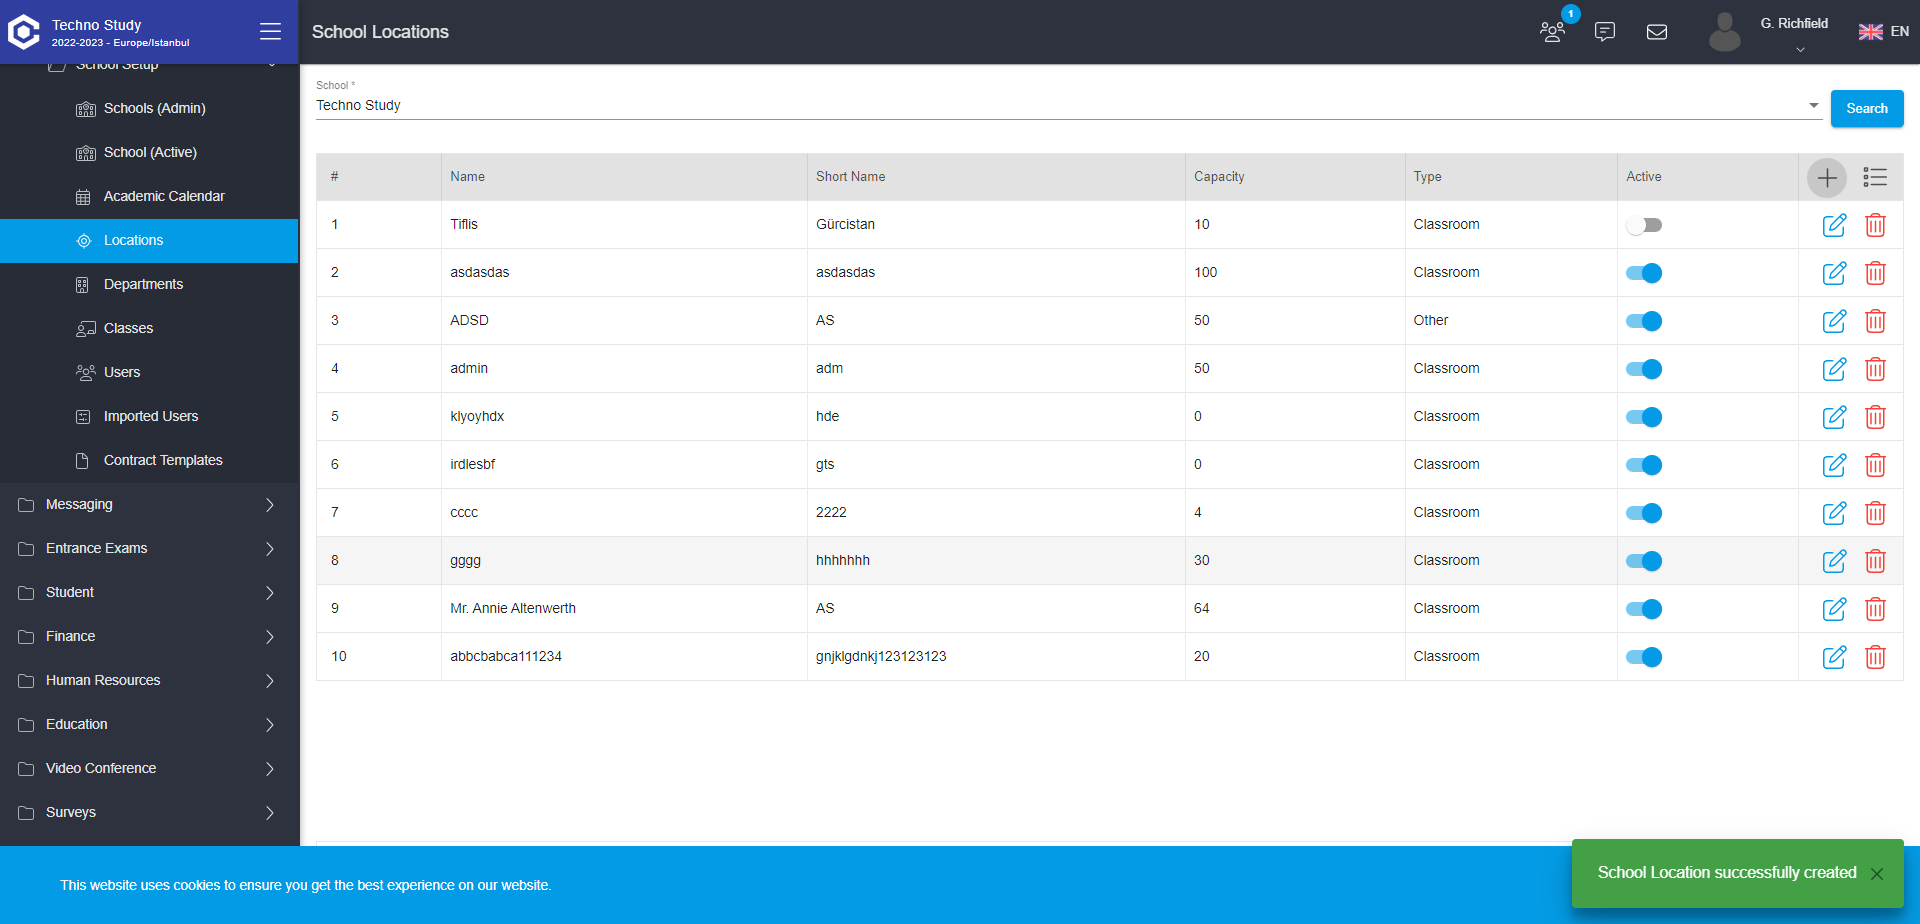 Techno Study
2022-2023 - Europe/Istanbul
School Locations
1
G. Richfield
EN
School Setup
Schools (Admin)
School (Active)
Academic Calendar
Locations
Departments
Classes
Users
Imported Users
Contract Templates
Messaging
Entrance Exams
Student
Finance
Human Resources
Education
Video Conference
Surveys
School *
Techno Study
Search
# Name Short Name Capacity Type Active
1 Tiflis Gürcistan 10 Classroom
2 asdasdas asdasdas 100 Classroom
3 ADSD AS 50 Other
4 admin adm 50 Classroom
5 klyoyhdx hde 0 Classroom
6 irdlesbf gts 0 Classroom
7 cccc 2222 4 Classroom
8 gggg hhhhhhh 30 Classroom
9 Mr. Annie Altenwerth AS 64 Classroom
10 abbcbabca111234 gnjklgdnkj123123123 20 Classroom
This website uses cookies to ensure you get the best experience on our website.
School Location successfully created